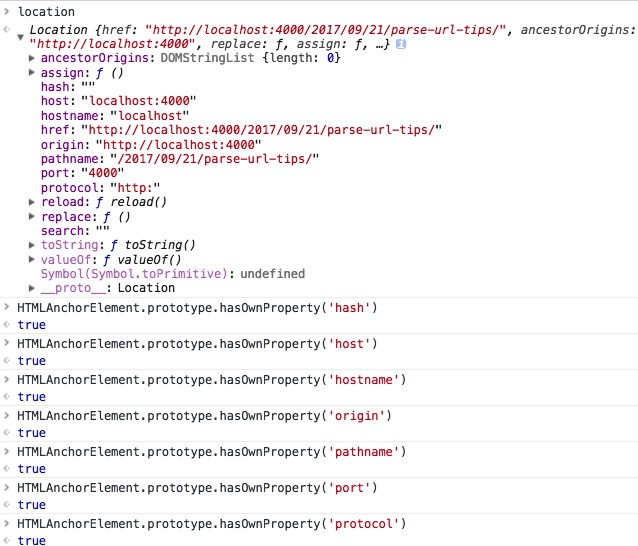 location
Location {href: "http://localhost:4000/2017/09/21/parse-url-tips/", ancestorOrigins:
"http://localhost:4000", replace: ƒ, assign: ƒ, …}
ancestorOrigins: DOMStringList {length: 0}
assign: ƒ ()
hash: ""
host: "localhost:4000"
hostname: "localhost"
href: "http://localhost:4000/2017/09/21/parse-url-tips/"
origin: "http://localhost:4000"
pathname: "/2017/09/21/parse-url-tips/"
port: "4000"
protocol: "http:"
reload: ƒ reload()
replace: ƒ ()
search: ""
toString: ƒ toString()
valueOf: ƒ valueOf()
Symbol(Symbol.toPrimitive): undefined
__proto__: Location
HTMLAnchorElement.prototype.hasOwnProperty('hash')
true
HTMLAnchorElement.prototype.hasOwnProperty('host')
true
HTMLAnchorElement.prototype.hasOwnProperty('hostname')
true
HTMLAnchorElement.prototype.hasOwnProperty('origin')
true
HTMLAnchorElement.prototype.hasOwnProperty('pathname')
true
HTMLAnchorElement.prototype.hasOwnProperty('port')
true
HTMLAnchorElement.prototype.hasOwnProperty('protocol')
true